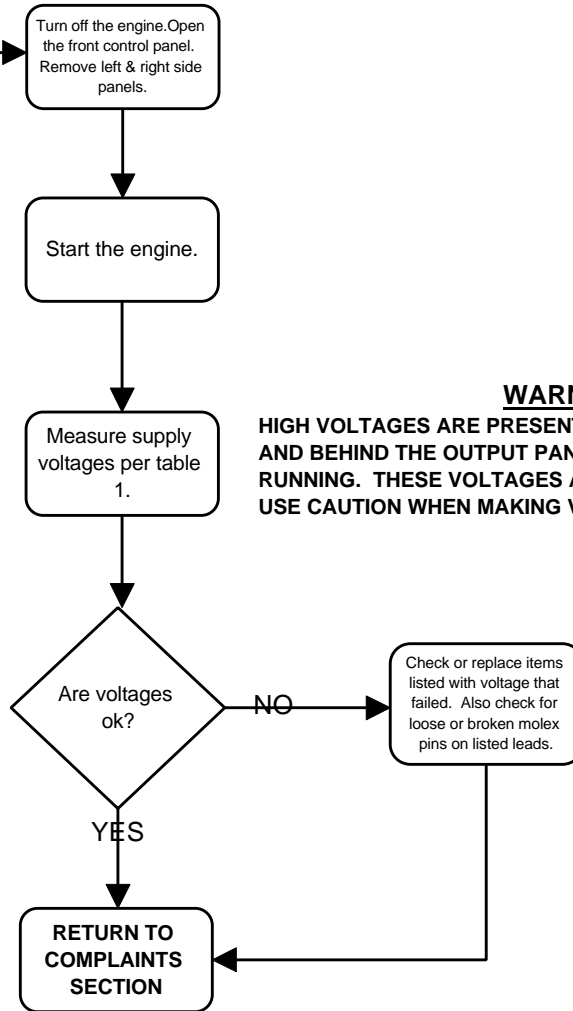 Turn off the engine.Open
the front control panel.
Remove left & right side
panels.
Start the engine.
Measure supply
voltages per table
1.
HIGH VOLTAGES ARE PRESENT
AND BEHIND THE OUTPUT
RUNNING. THESE VOLTAGES
USE CAUTION WHEN MAKING
Are voltages
ok?
NO
Check or replace items
listed with voltage that
failed. Also check for
loose or broken molex
pins on listed leads.
YES
RETURN TO
COMPLAINTS
SECTION